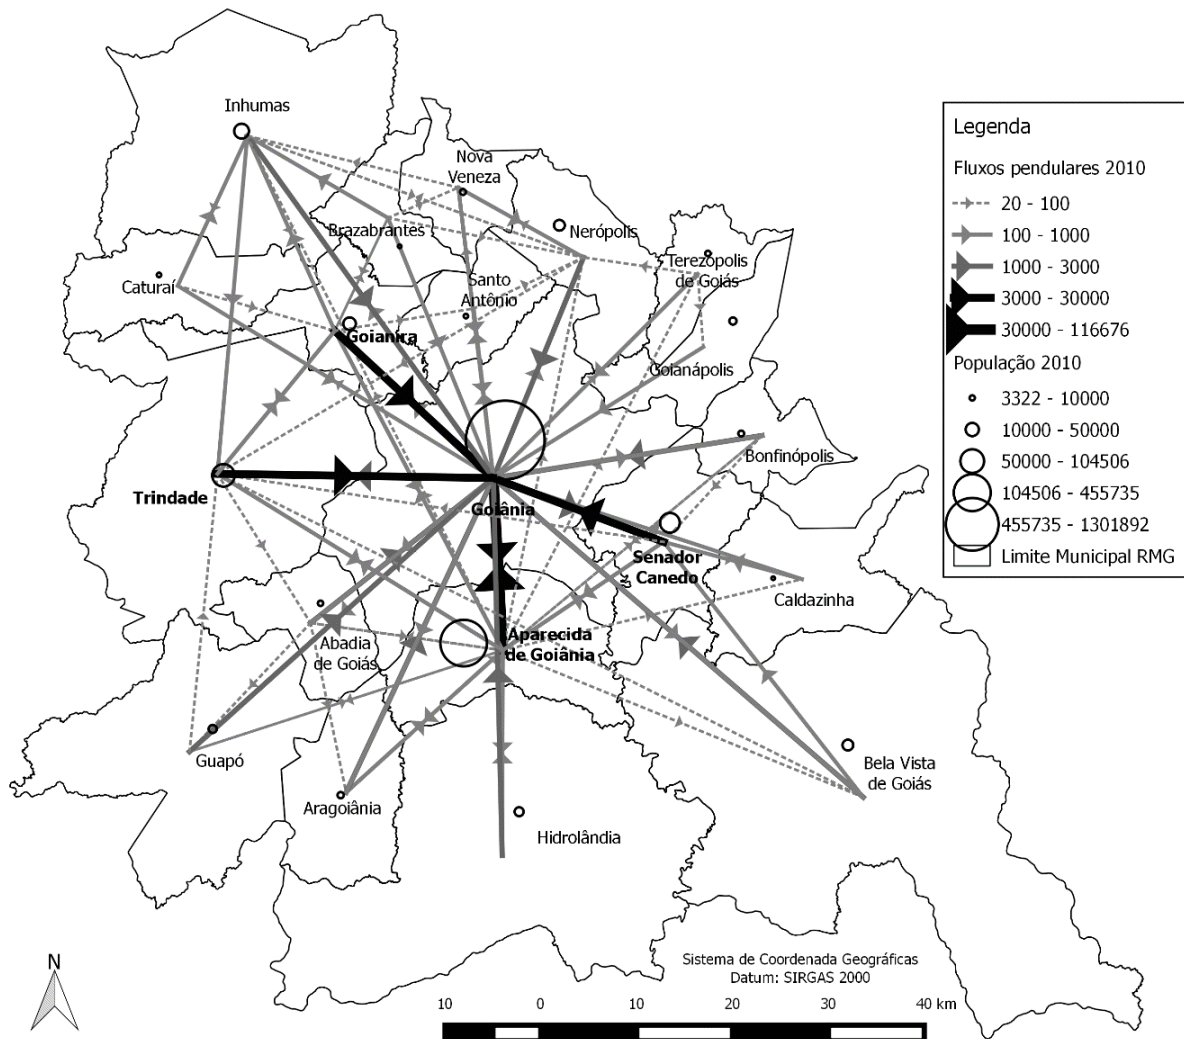 Inhumas
Nova
Veneza
Brazabrantes
Nerópolis
Terezópolis
de Goiás
Caturaí
Santo
Antônio
Goianira
Goianápolis
Bonfinópolis
Trindade
Goiânia
Senador
Canedo
Caldazinha
Aparecida
de Goiânia
Abadia
de Goiás
Guapó
Bela Vista
de Goiás
Aragoiânia
Hidrolândia
Legenda
Fluxos pendulares 2010
20 - 100
100 - 1000
1000 - 3000
3000 - 30000
30000 - 116676
População 2010
3322 - 10000
10000 - 50000
50000 - 104506
104506 - 455735
455735 - 1301892
Limite Municipal RMG
Sistema de Coordenada Geográficas
Datum: SIRGAS 2000
N
10 0 10 20 30 40 km